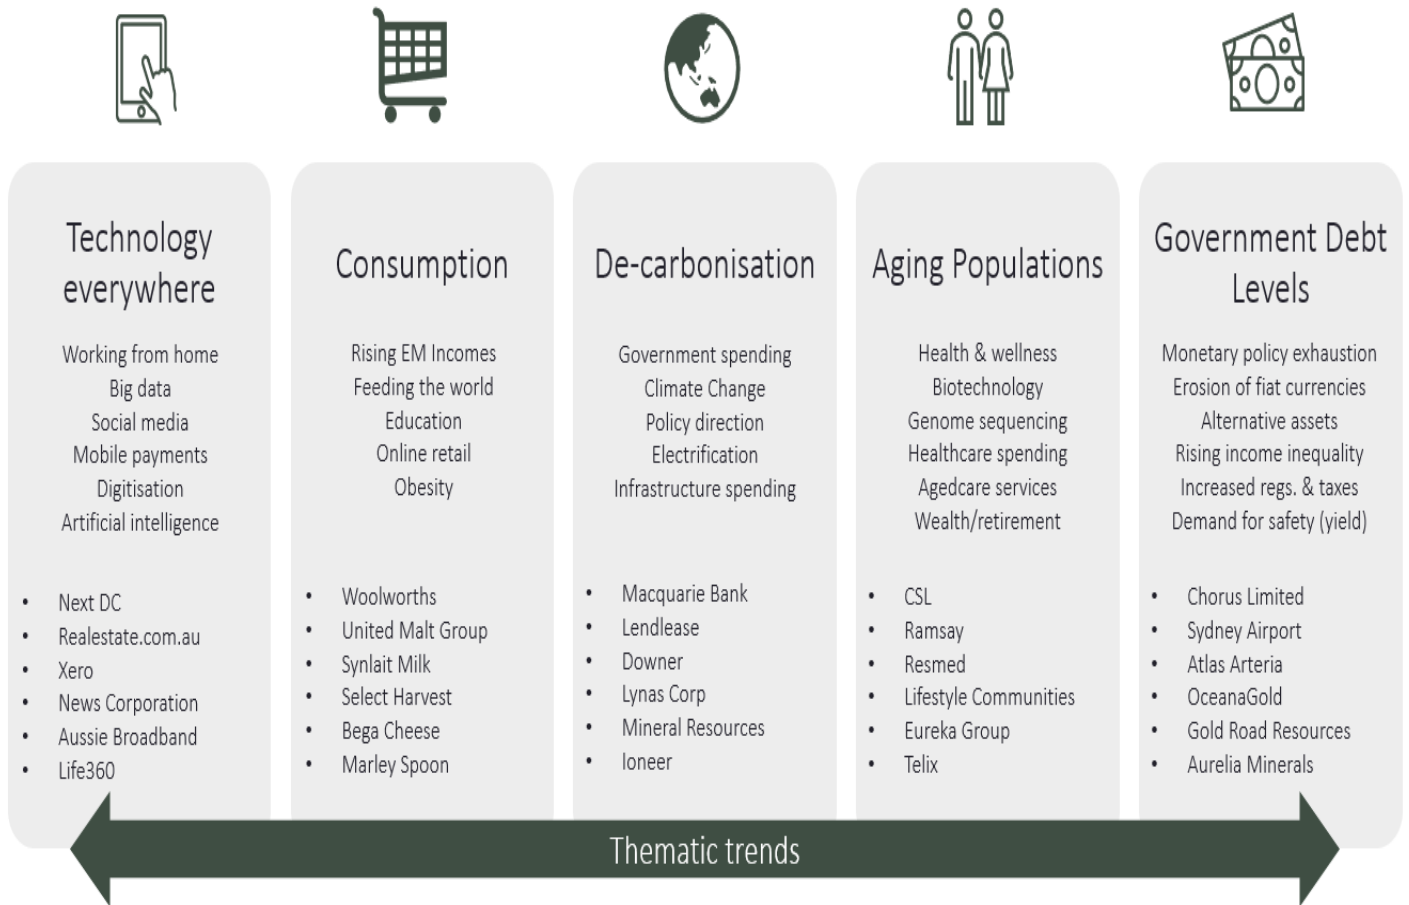 Technology
everywhere
Working from home
Big data
Social media
Mobile payments
Digitisation
Artificial intelligence
• Next DC
• Realestate.com.au
• Xero
• News Corporation
• Aussie Broadband
• Life360
Consumption
Rising EM Incomes
Feeding the world
Education
Online retail
Obesity
• Woolworths
• United Malt Group
• Synlait Milk
• Select Harvest
• Bega Cheese
• Marley Spoon
De-carbonisation
Government spending
Climate Change
Policy direction
Electrification
Infrastructure spending
• Macquarie Bank
• Lendlease
• Downer
• Lynas Corp
• Mineral Resources
• Ioneer
Aging Populations
Health & wellness
Biotechnology
Genome sequencing
Healthcare spending
Agedcare services
Wealth/retirement
• CSL
• Ramsay
• Resmed
• Lifestyle Communities
• Eureka Group
• Telix
Government Debt
Levels
Monetary policy exhaustion
Erosion of fiat currencies
Alternative assets
Rising income inequality
Increased regs. & taxes
Demand for safety (yield)
• Chorus Limited
• Sydney Airport
• Atlas Arteria
• OceanaGold
• Gold Road Resources
• Aurelia Minerals
Thematic trends